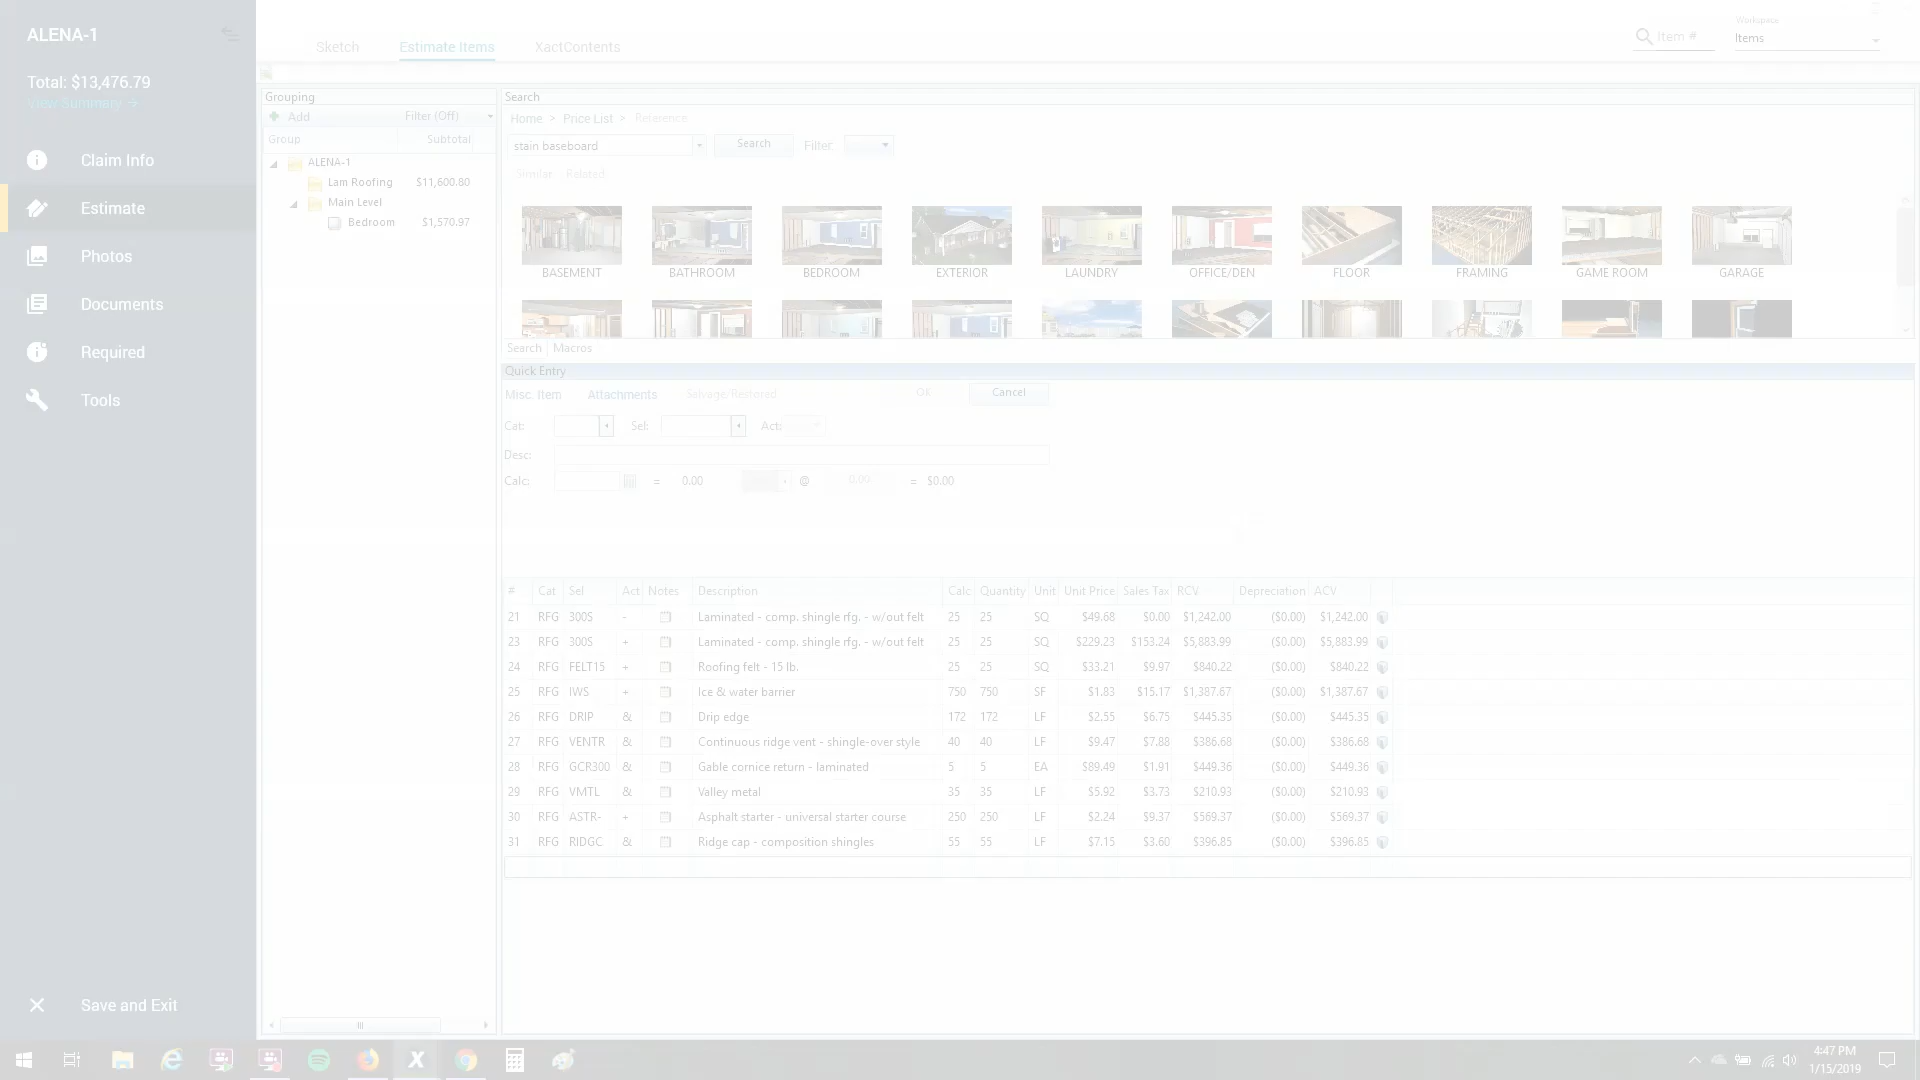 ALENA-1
Total: $13,476.79
View Summary
Claim Info
Estimate
Photos
Documents
Required
Tools
Save and Exit
Sketch
Estimate Items
XactContents
Item #
Workspace
Items
Grouping
Add
Filter (Off)
Group Subtotal
ALENA-1
Lam Roofing $11,600.80
Main Level
Bedroom $1,570.97
Search
Home > Price List > Reference
stain baseboard
Search
Filter:
Similar Related
BASEMENT BATHROOM BEDROOM EXTERIOR LAUNDRY OFFICE/DEN FLOOR FRAMING GAME ROOM GARAGE
Search Macros
Quick Entry
Misc. Item Attachments Salvage/Restored OK Cancel
Cat: Sel: Act:
Desc:
Calc: = 0.00 @ 0.00 = $0.00
# Cat Sel Act Notes Description Calc Quantity Unit Unit Price Sales Tax RCV Depreciation ACV
21 RFG 300S - Laminated - comp. shingle rfg. - w/out felt 25 25 SQ $49.68 $0.00 $1,242.00 ($0.00) $1,242.00
23 RFG 300S + Laminated - comp. shingle rfg. - w/out felt 25 25 SQ $229.23 $153.24 $5,883.99 ($0.00) $5,883.99
24 RFG FELT15 + Roofing felt - 15 lb. 25 25 SQ $33.21 $9.97 $840.22 ($0.00) $840.22
25 RFG IWS + Ice & water barrier 750 750 SF $1.83 $15.17 $1,387.67 ($0.00) $1,387.67
26 RFG DRIP & Drip edge 172 172 LF $2.55 $6.75 $445.35 ($0.00) $445.35
27 RFG VENTR & Continuous ridge vent - shingle-over style 40 40 LF $9.47 $7.88 $386.68 ($0.00) $386.68
28 RFG GCR300 & Gable cornice return - laminated 5 5 EA $89.49 $1.91 $449.36 ($0.00) $449.36
29 RFG VMTL & Valley metal 35 35 LF $5.92 $3.73 $210.93 ($0.00) $210.93
30 RFG ASTR- + Asphalt starter - universal starter course 250 250 LF $2.24 $9.37 $569.37 ($0.00) $569.37
31 RFG RIDGC & Ridge cap - composition shingles 55 55 LF $7.15 $3.60 $396.85 ($0.00) $396.85
4:47 PM
1/15/2019